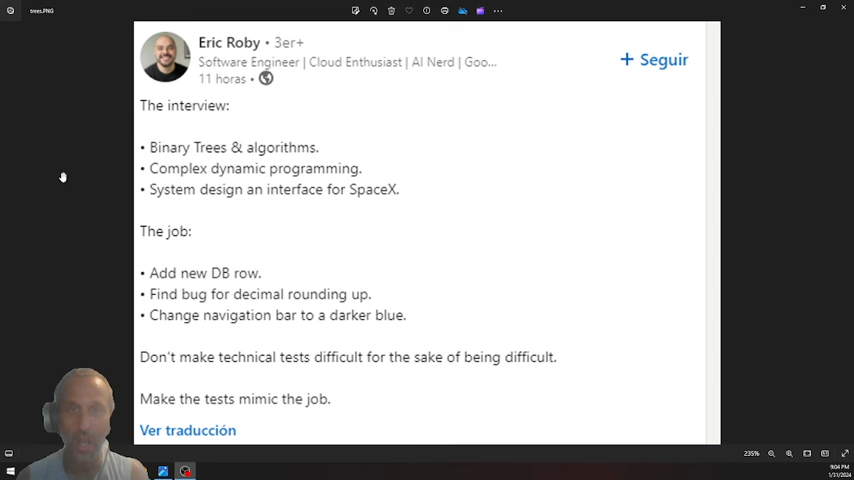 trees.PNG
Eric Roby • 3er+
Software Engineer | Cloud Enthusiast | AI Nerd | Goo...
+ Seguir
11 horas •
The interview:
• Binary Trees & algorithms.
• Complex dynamic programming.
• System design an interface for SpaceX.
The job:
• Add new DB row.
• Find bug for decimal rounding up.
• Change navigation bar to a darker blue.
Don't make technical tests difficult for the sake of being difficult.
Make the tests mimic the job.
Ver traducción
235%
9:04 PM
1/31/2024